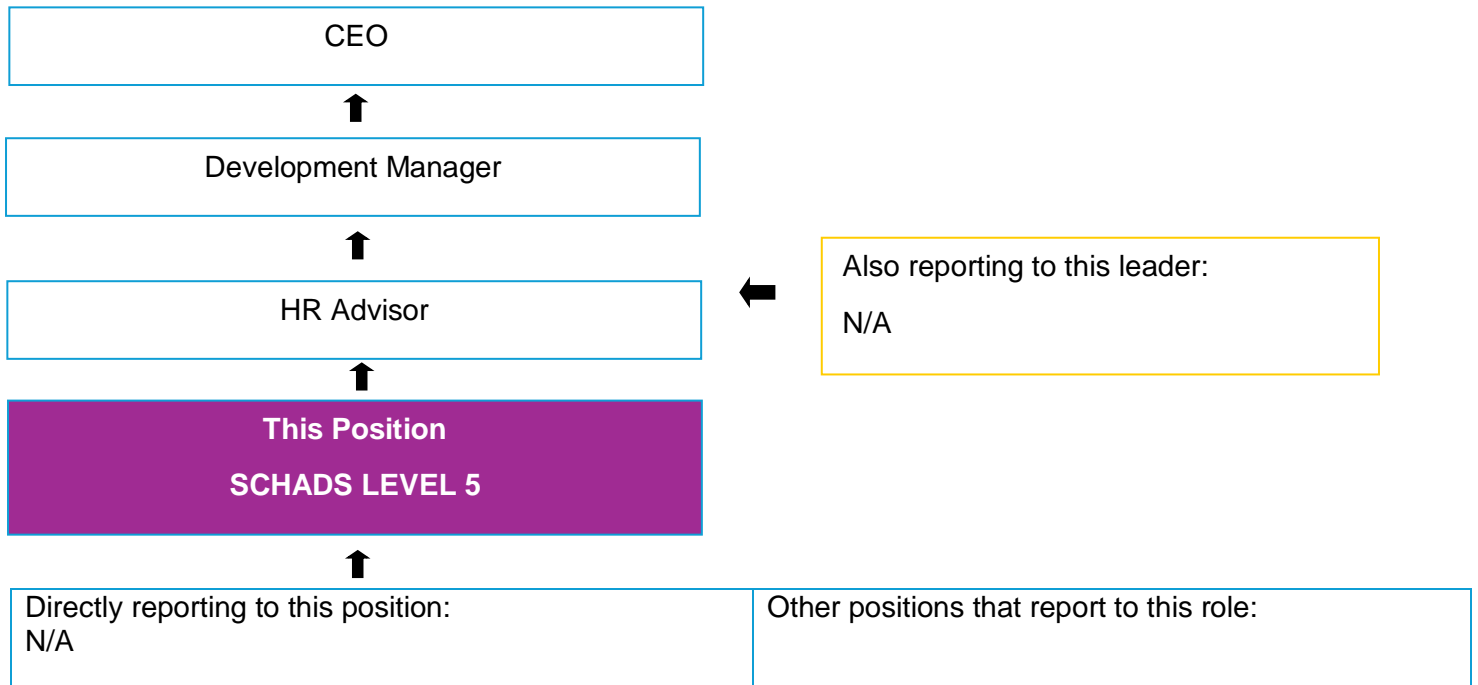 CEO
Development Manager
HR Advisor
Also reporting to this leader:
N/A
This Position
SCHADS LEVEL 5
Directly reporting to this position:
N/A
Other positions that report to this role: